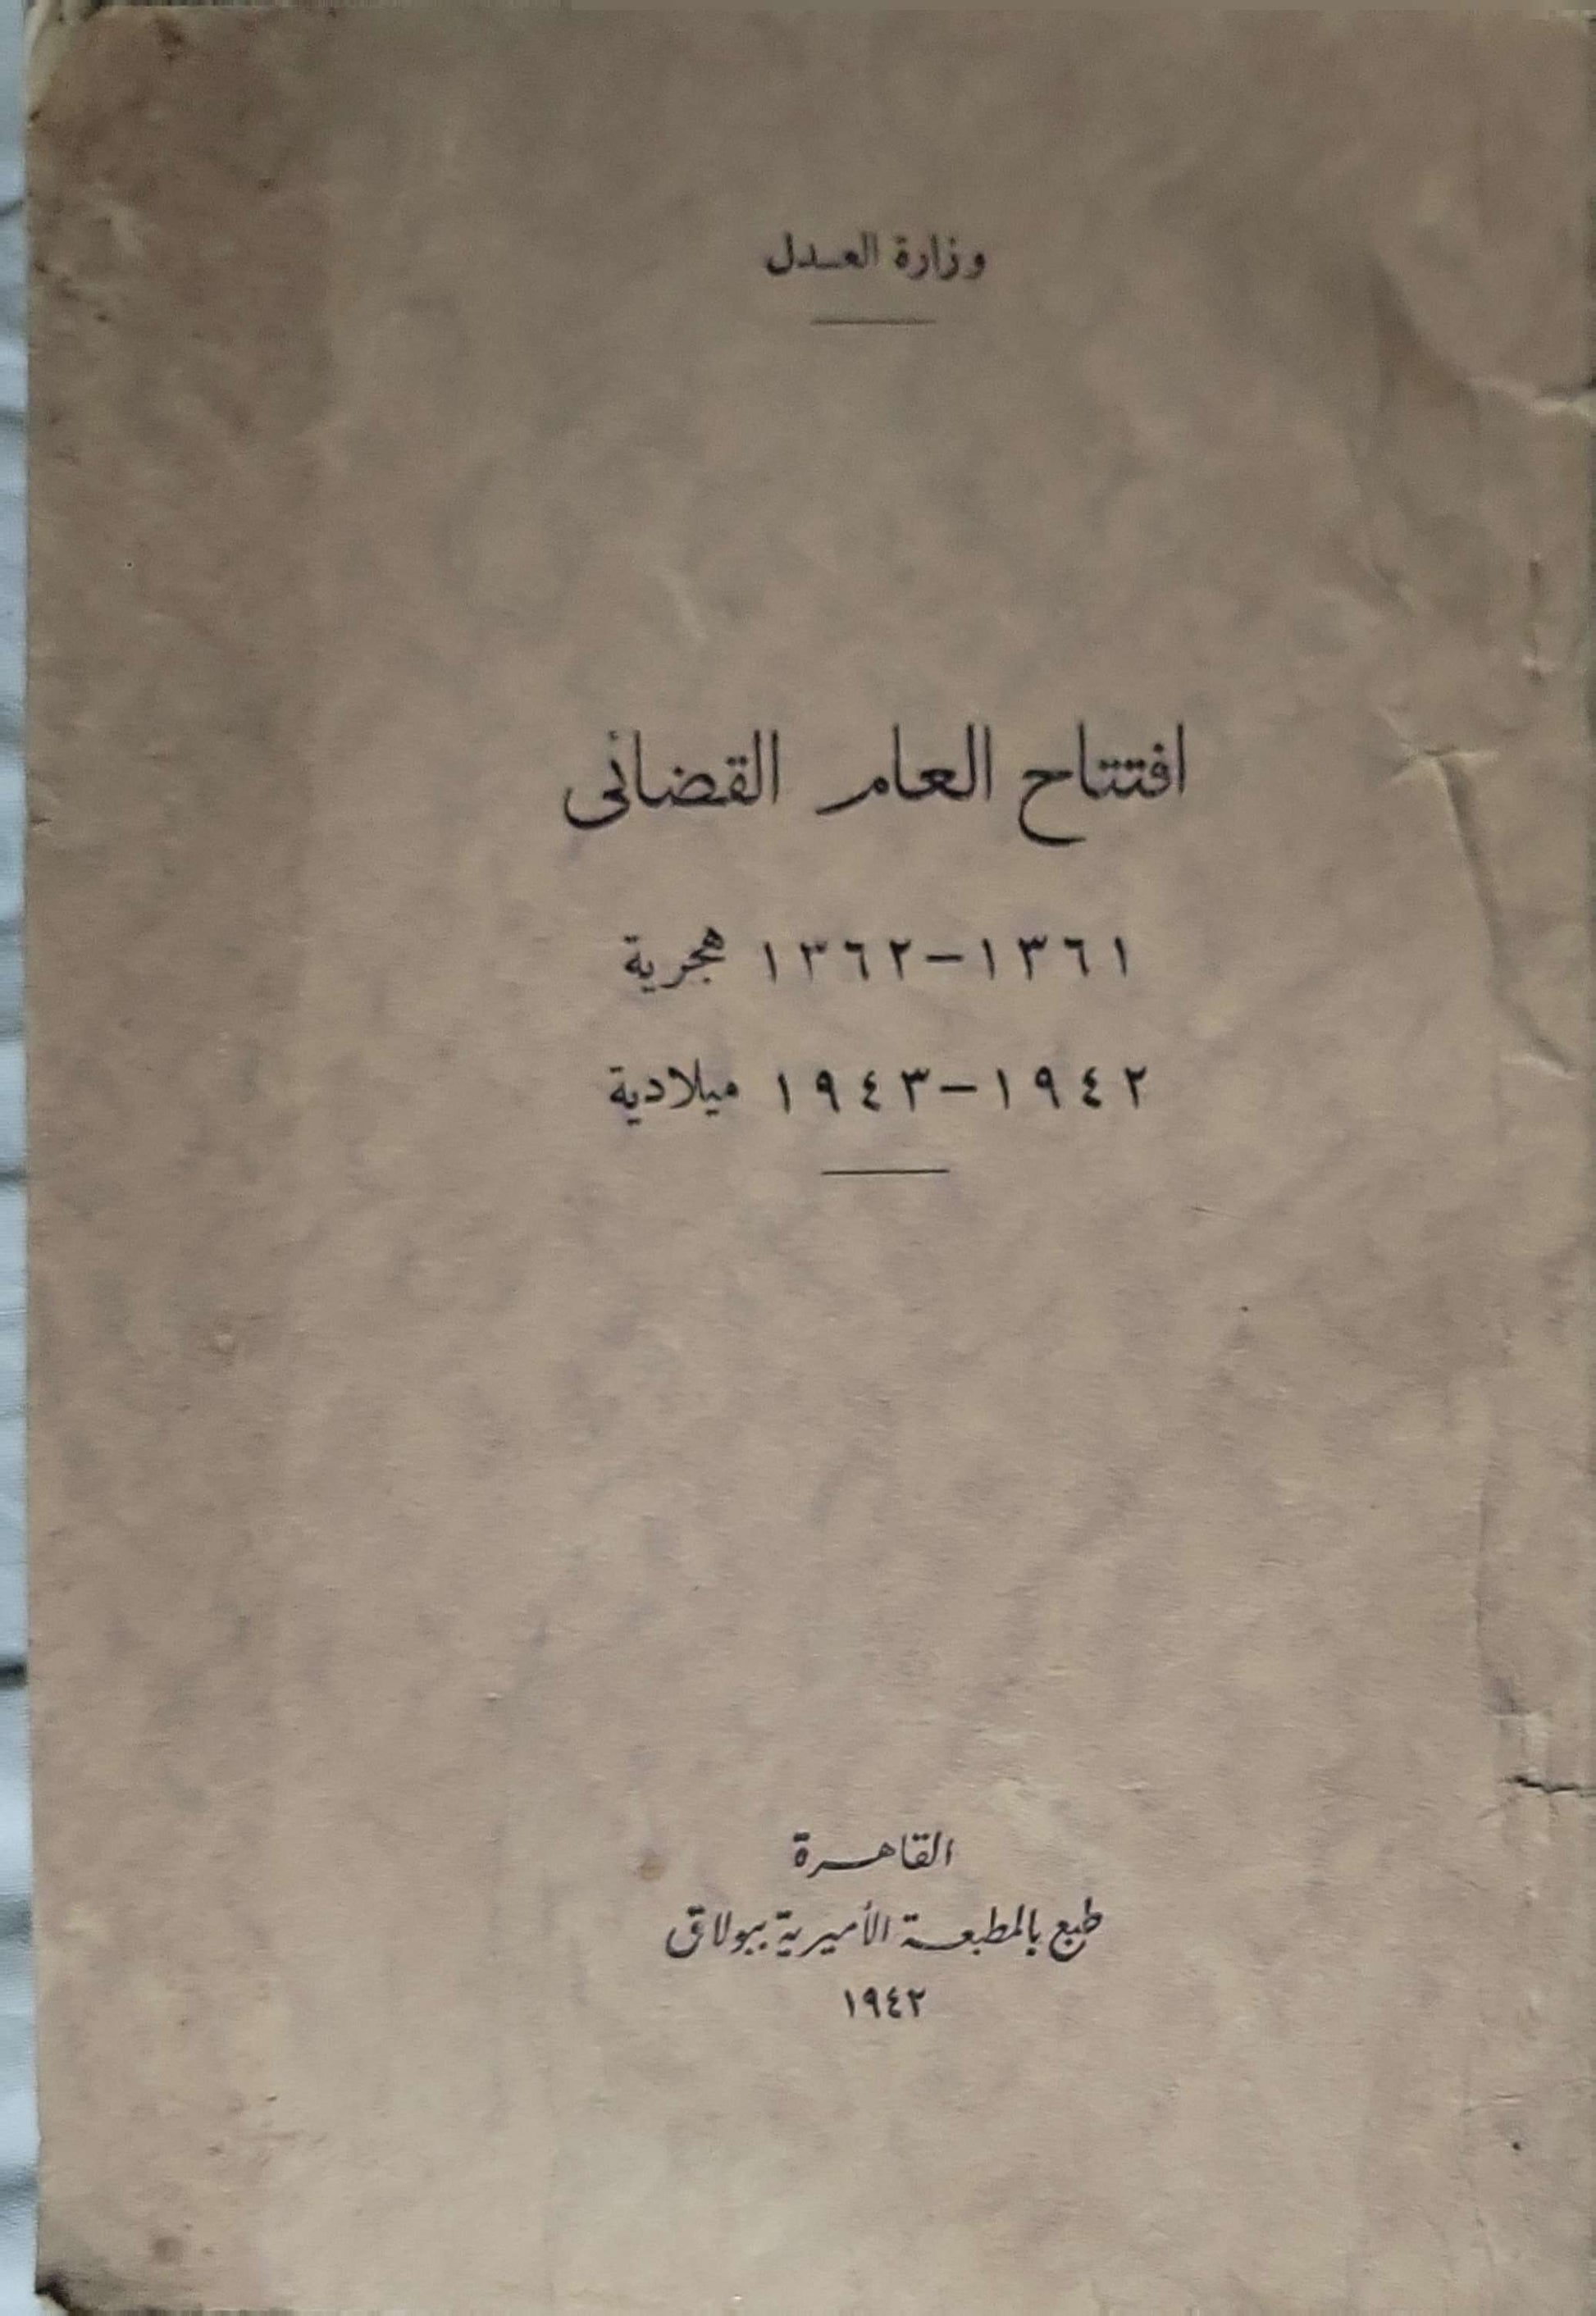 وزارة العدل
افتتاح العام القضائى
١٣٦١–١٣٦٢ هجرية
١٩٤٢–١٩٤٣ ميلادية
القاهرة
طبع بالمطبعة الأميرية ببولاق
١٩٤٢